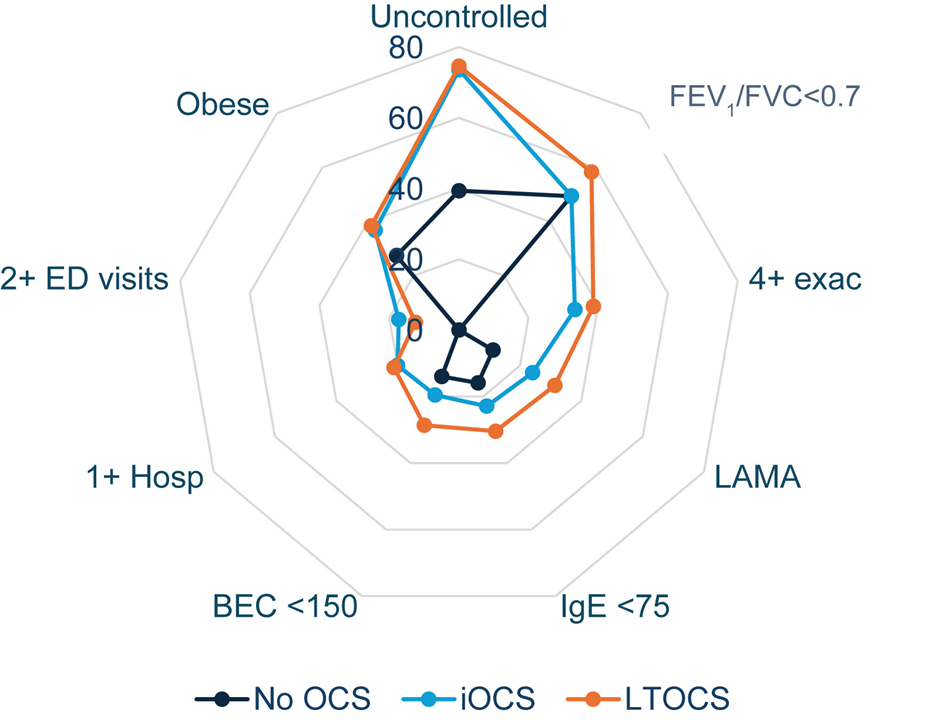 Uncontrolled
80
Obese
FEV1/FVC<0.7
60
40
20
2+ ED visits
4+ exac
0
1+ Hosp
LAMA
BEC <150
IgE <75
No OCS
iOCS
LTOCS